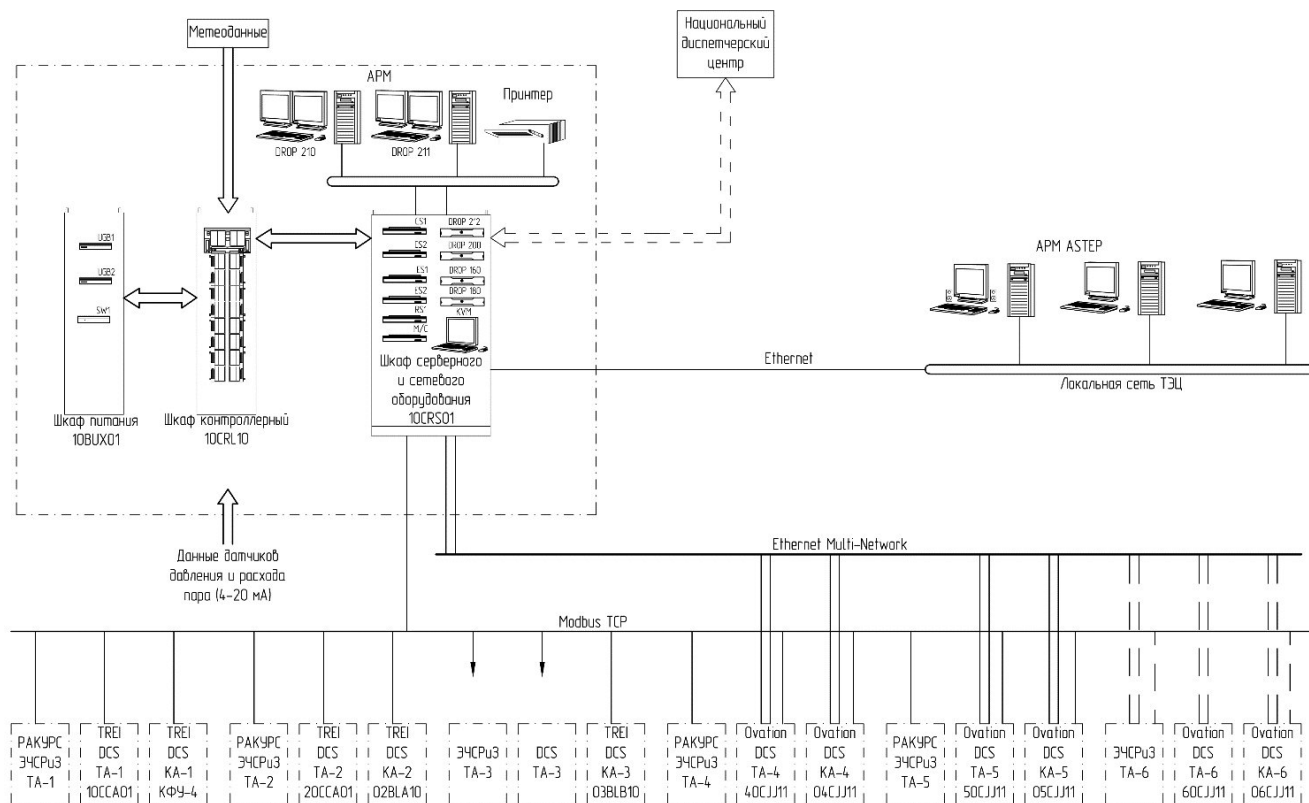 Метеоданные
Национальный
диспетчерский
центр
АРМ
Принтер
DROP 210
DROP 211
UGB1
UGB2
SW1
CS1
CS2
ES1
ES2
RS1
M/C
DROP 212
DROP 200
DROP 160
DROP 180
KVM
Шкаф серверного
и сетевого
оборудования
10CRS01
Шкаф питания
10BUX01
Шкаф контроллерный
10CRL10
АРМ ASTEP
Ethernet
Локальная сеть ТЭЦ
Данные датчиков
давления и расхода
пара (4-20 мА)
Ethernet Multi-Network
Modbus TCP
РАКУРС
ЭЧСРиЗ
ТА-1
TREI
DCS
ТА-1
10CCA01
TREI
DCS
КА-1
КФУ-4
РАКУРС
ЭЧСРиЗ
ТА-2
TREI
DCS
ТА-2
20CCA01
TREI
DCS
КА-2
02BLA10
ЭЧСРиЗ
ТА-3
DCS
ТА-3
TREI
DCS
КА-3
03BLB10
РАКУРС
ЭЧСРиЗ
ТА-4
Ovation
DCS
ТА-4
40CJJ11
Ovation
DCS
КА-4
04CJJ11
РАКУРС
ЭЧСРиЗ
ТА-5
Ovation
DCS
ТА-5
50CJJ11
Ovation
DCS
КА-5
05CJJ11
ЭЧСРиЗ
ТА-6
Ovation
DCS
ТА-6
60CJJ11
Ovation
DCS
КА-6
06CJJ11